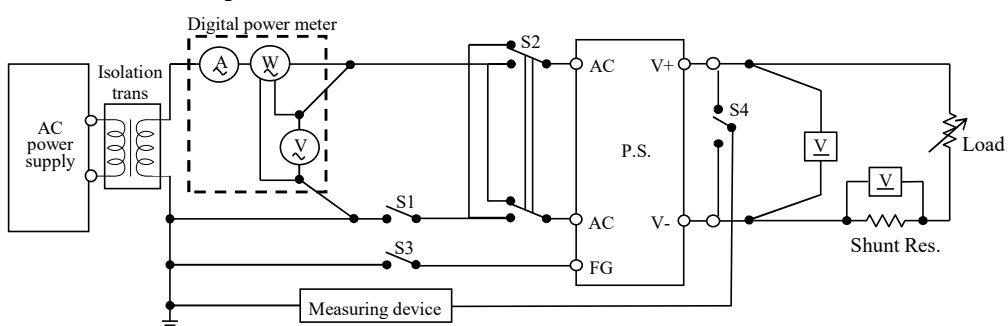 Digital power meter
Isolation
trans
AC
power
supply
A
W
V
S1
S2
S3
AC
AC
FG
P.S.
V+
V-
S4
V
V
Load
Shunt Res.
Measuring device